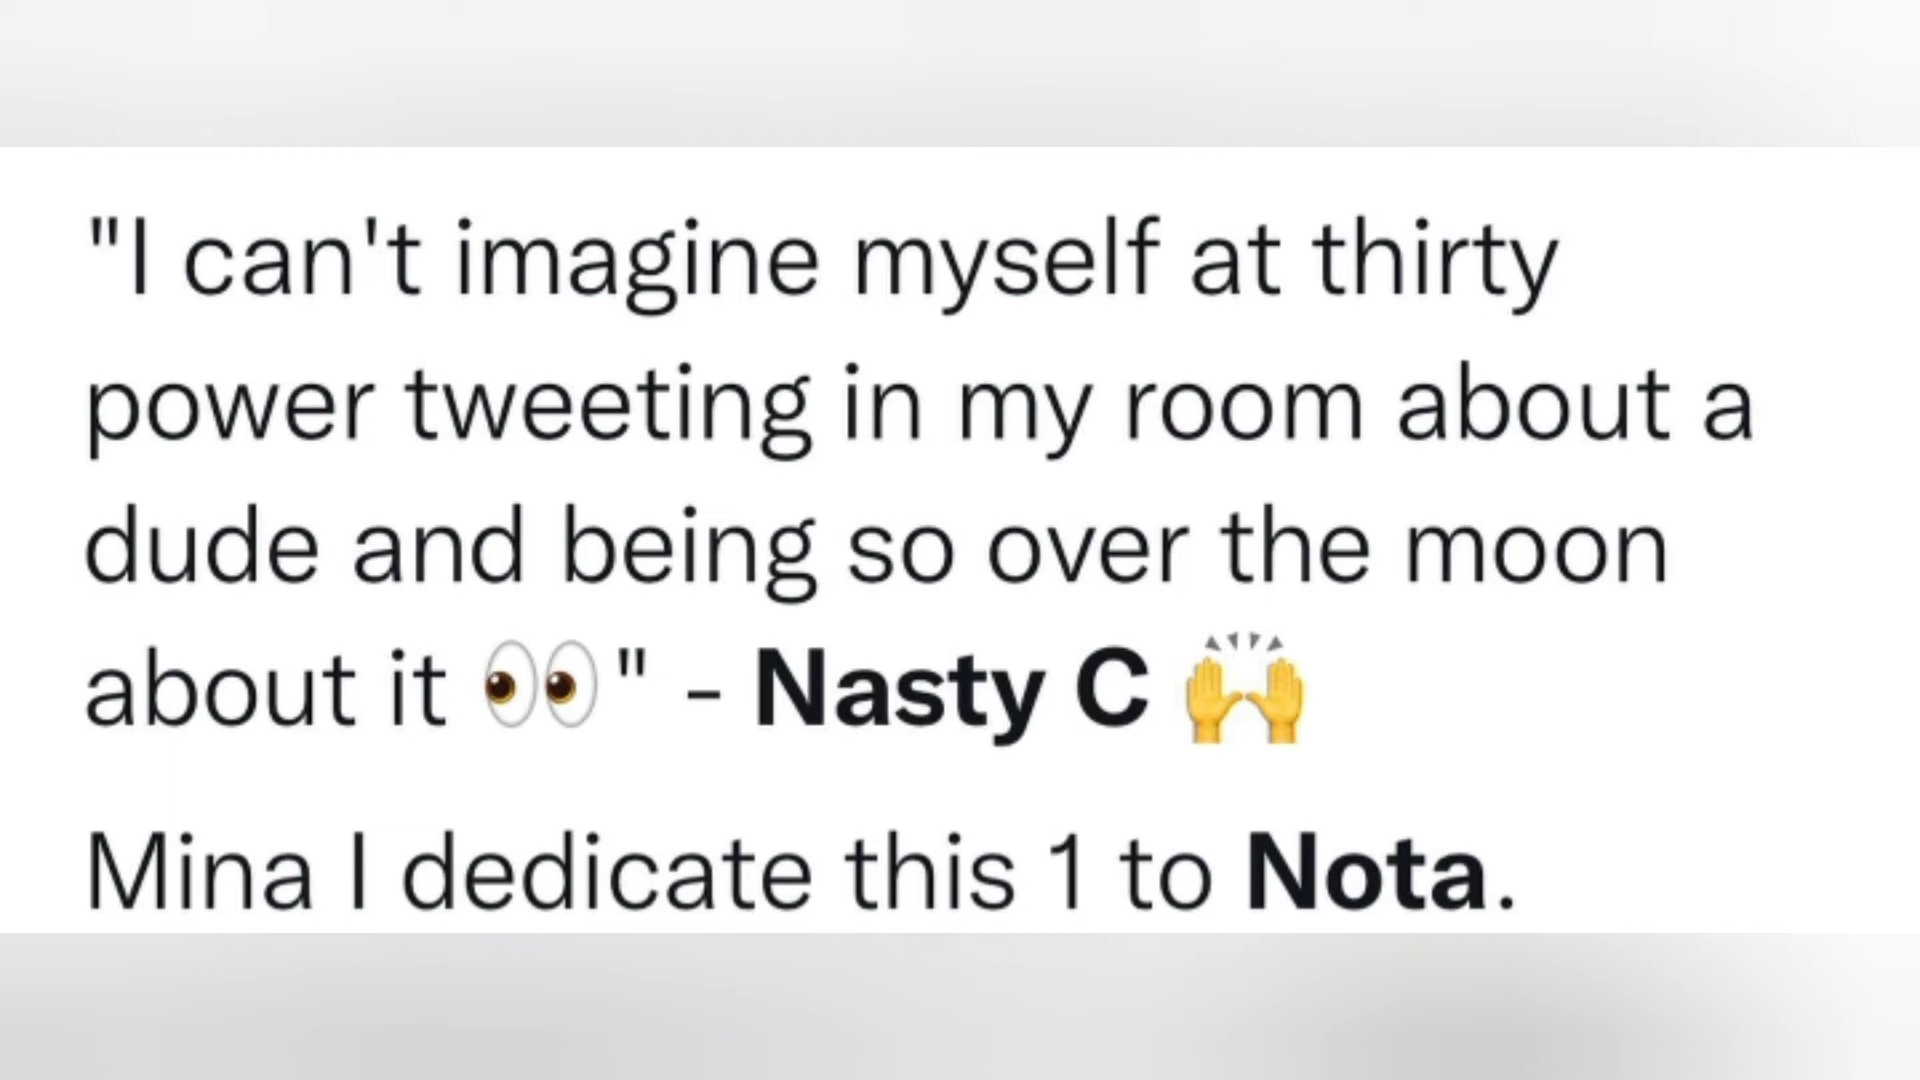 "I can't imagine myself at thirty
power tweeting in my room about a
dude and being so over the moon
about it 👀" - Nasty C 🙌
Mina I dedicate this 1 to Nota.